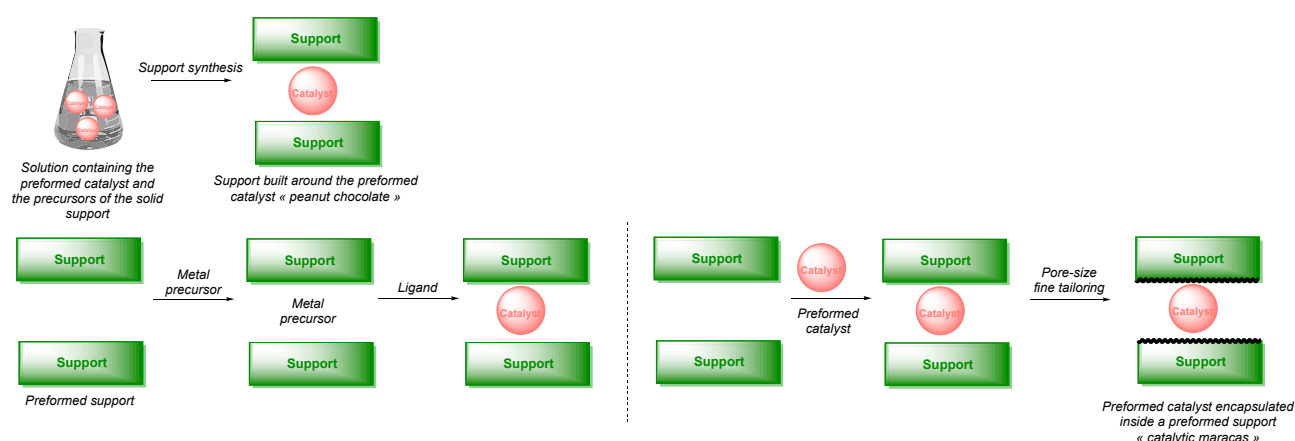 Support
Support synthesis
Catalyst
Catalyst
Catalyst
Catalyst
Support
Solution containing the
preformed catalyst and
the precursors of the solid
support
Support built around the preformed
catalyst « peanut chocolate »
Support
Metal
precursor
Support
Metal
precursor
Ligand
Support
Catalyst
Support
Support
Support
Preformed support
Support
Catalyst
Preformed
catalyst
Support
Catalyst
Pore-size
fine tailoring
Support
Catalyst
Support
Support
Support
Preformed catalyst encapsulated
inside a preformed support
« catalytic maracas »